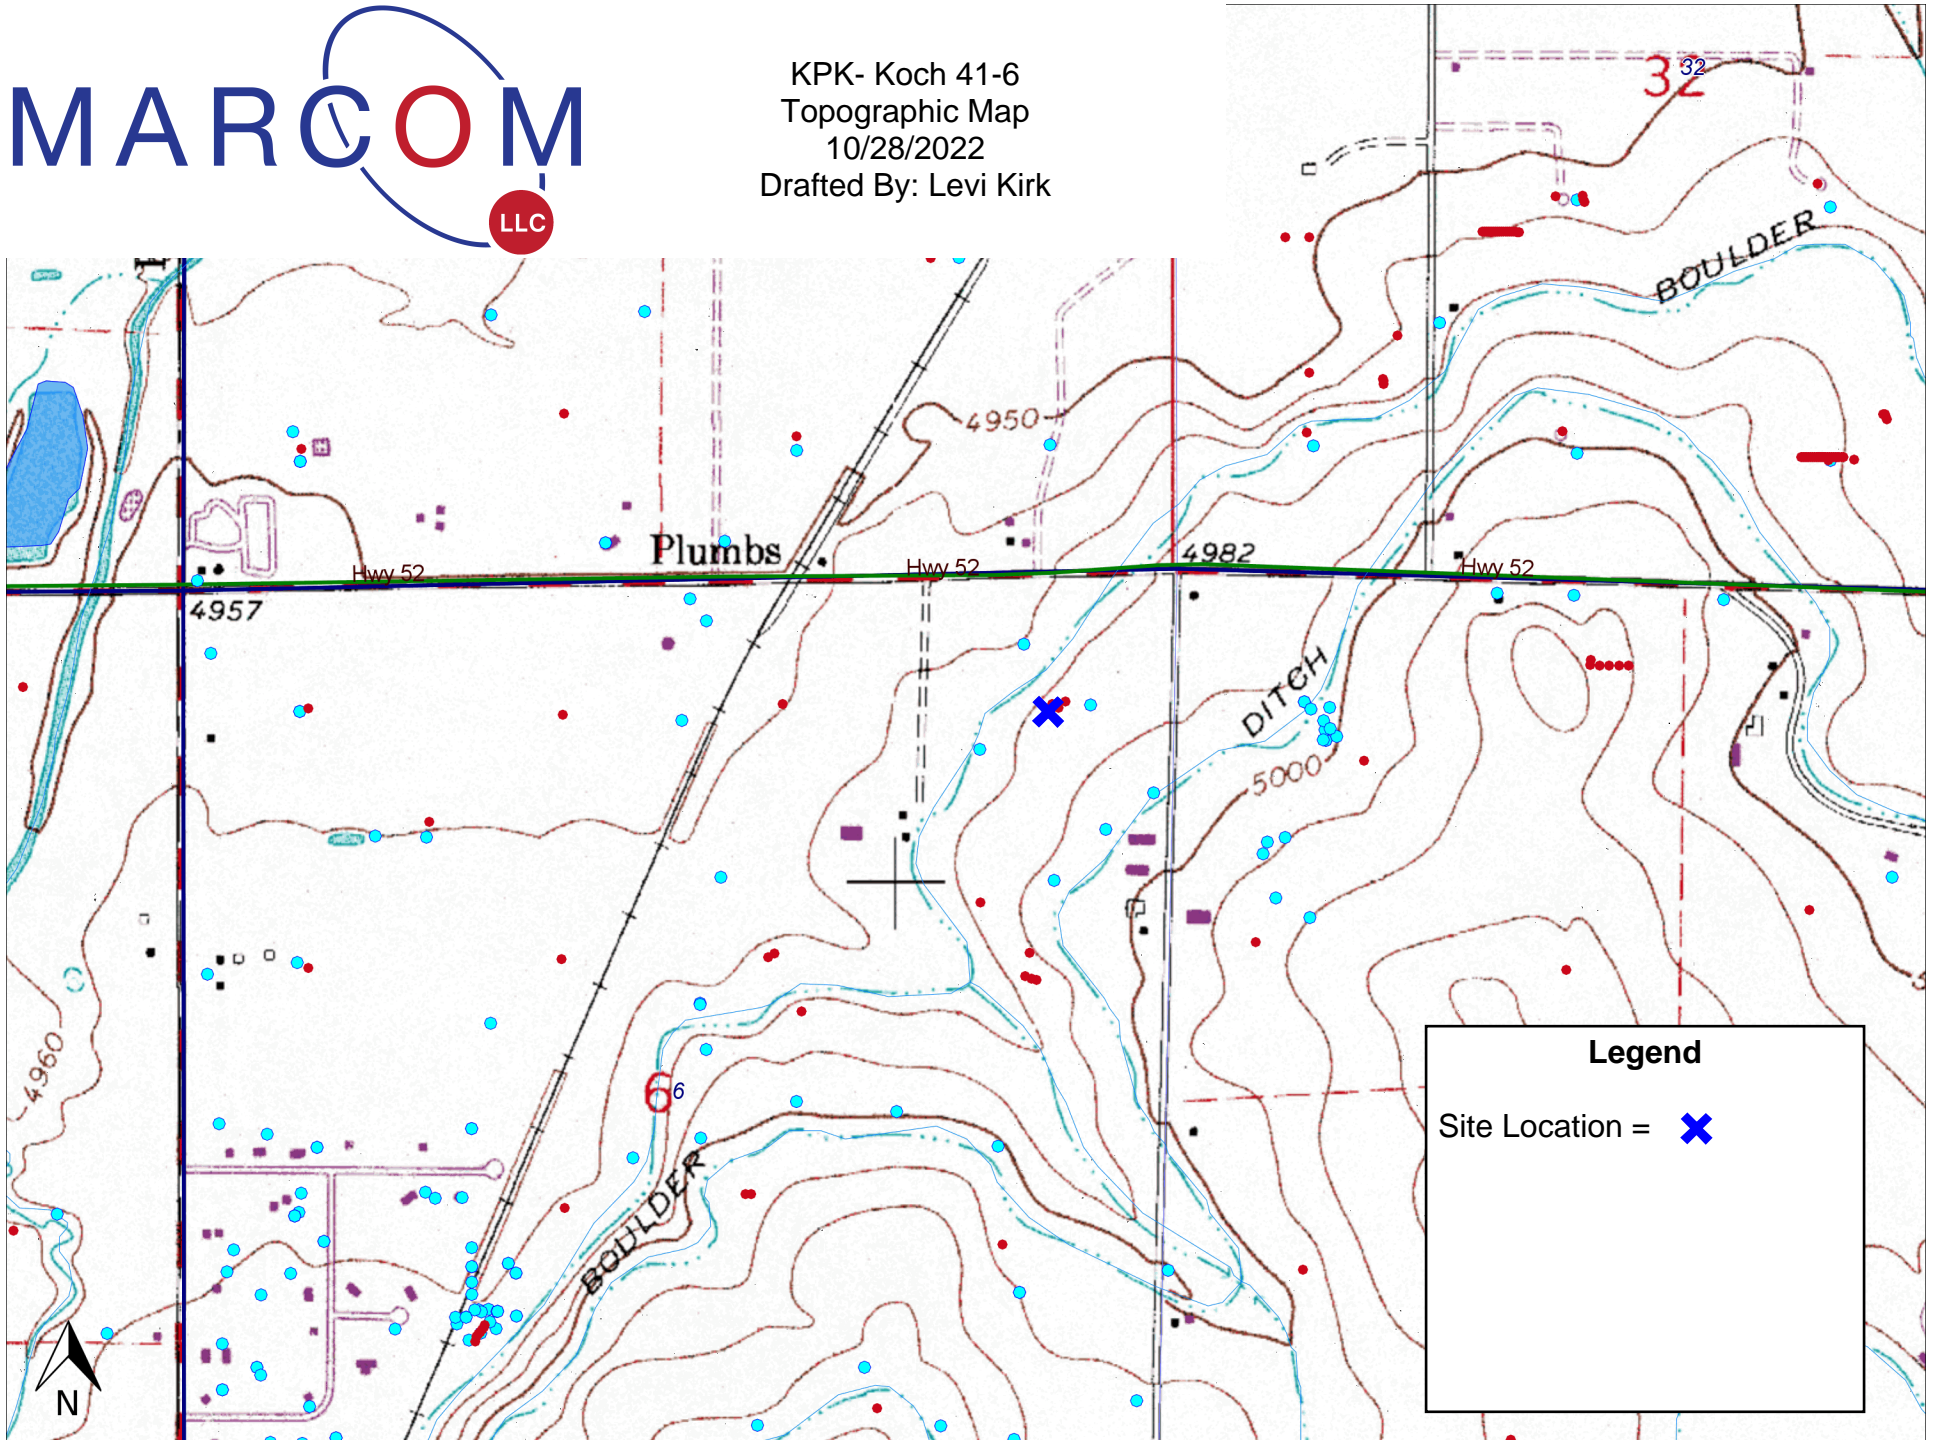 MARCOM
LLC
KPK- Koch 41-6
Topographic Map
10/28/2022
Drafted By: Levi Kirk
32
32
BOULDER
4950
Plumbs
Hwy 52
Hwy 52
4982
Hwy 52
4957
DITCH
5000
4960
6
6
BOULDER
N
Legend
Site Location =